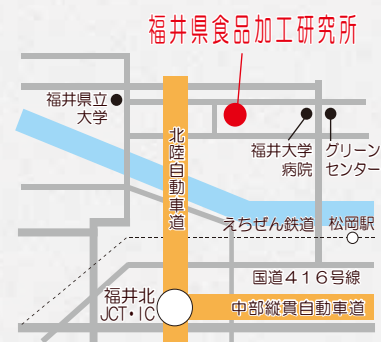 福井県食品加工研究所
福井県立
大学
北陸自動車道
福井大学
病院
グリーン
センター
えちぜん鉄道
松岡駅
国道416号線
福井北
JCT・IC
中部縦貫自動車道